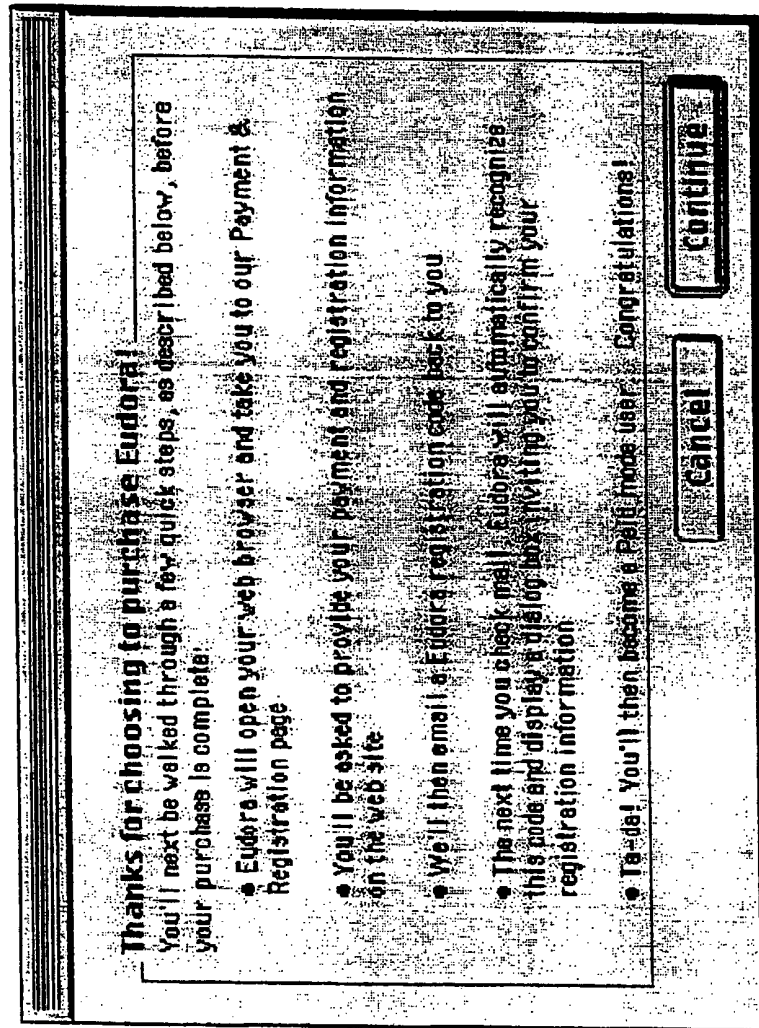 Thanks for choosing to purchase Eudora!
You'll next be walked through a few quick steps, as described below, before
your purchase is complete:
• Eudora will open your web browser and take you to our Payment &
Registration page
• You'll be asked to provide your payment and registration information
on the web site
• We'll then email a Eudora registration code back to you
• The next time you check mail, Eudora will automatically recognize
this code and display a dialog box inviting you to confirm your
registration information
• Ta-da! You'll then become a Paid mode user. Congratulations!
Cancel
Continue